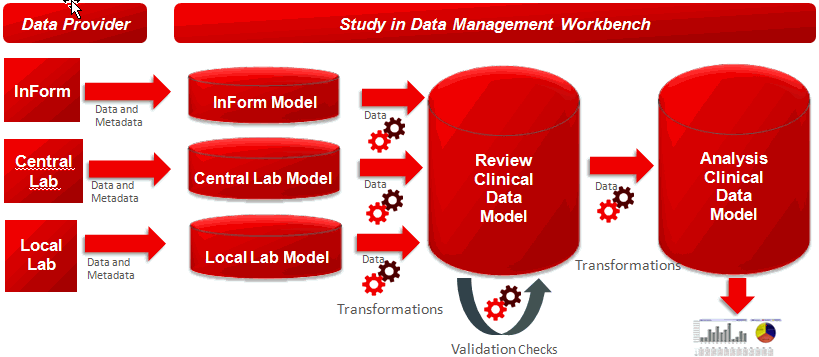 Data Provider
Study in Data Management Workbench
InForm
Data and
Metadata
InForm Model
Data
Central
Lab
Data and
Metadata
Central Lab Model
Data
Local
Lab
Data and
Metadata
Local Lab Model
Data
Transformations
Review
Clinical
Data
Model
Validation Checks
Data
Transformations
Analysis
Clinical
Data
Model